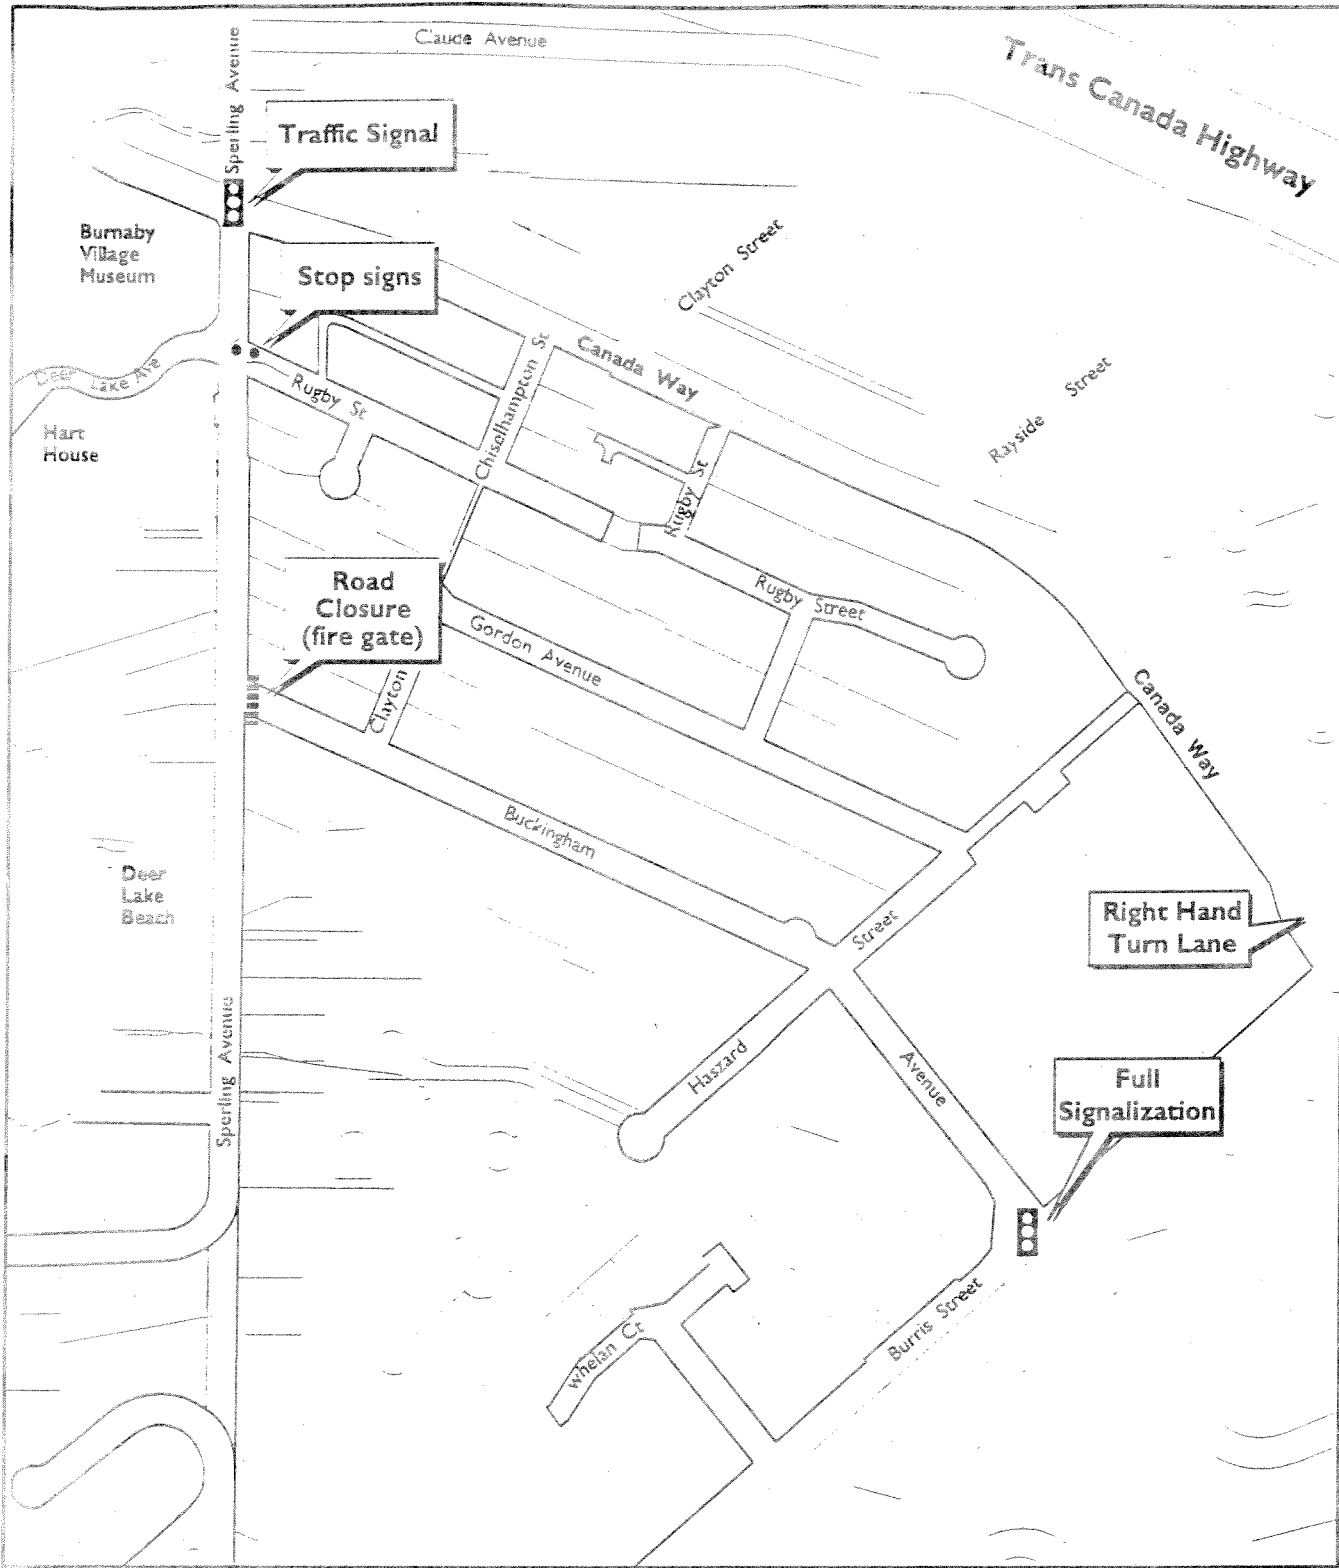 Claude Avenue
Trans Canada Highway
Sperling Avenue
Traffic Signal
Burnaby
Village
Museum
Stop signs
Clayton Street
Deer Lake Ave
Canada Way
Chiselhampton St
Rugby St
Rayside Street
Hart
House
Rugby St
Road
Closure
(fire gate)
Rugby Street
Gordon Avenue
Clayton
Canada Way
Buckingham
Deer
Lake
Beach
Right Hand
Turn Lane
Street
Sperling Avenue
Haszard
Avenue
Full
Signalization
Burris Street
Whelan Ct